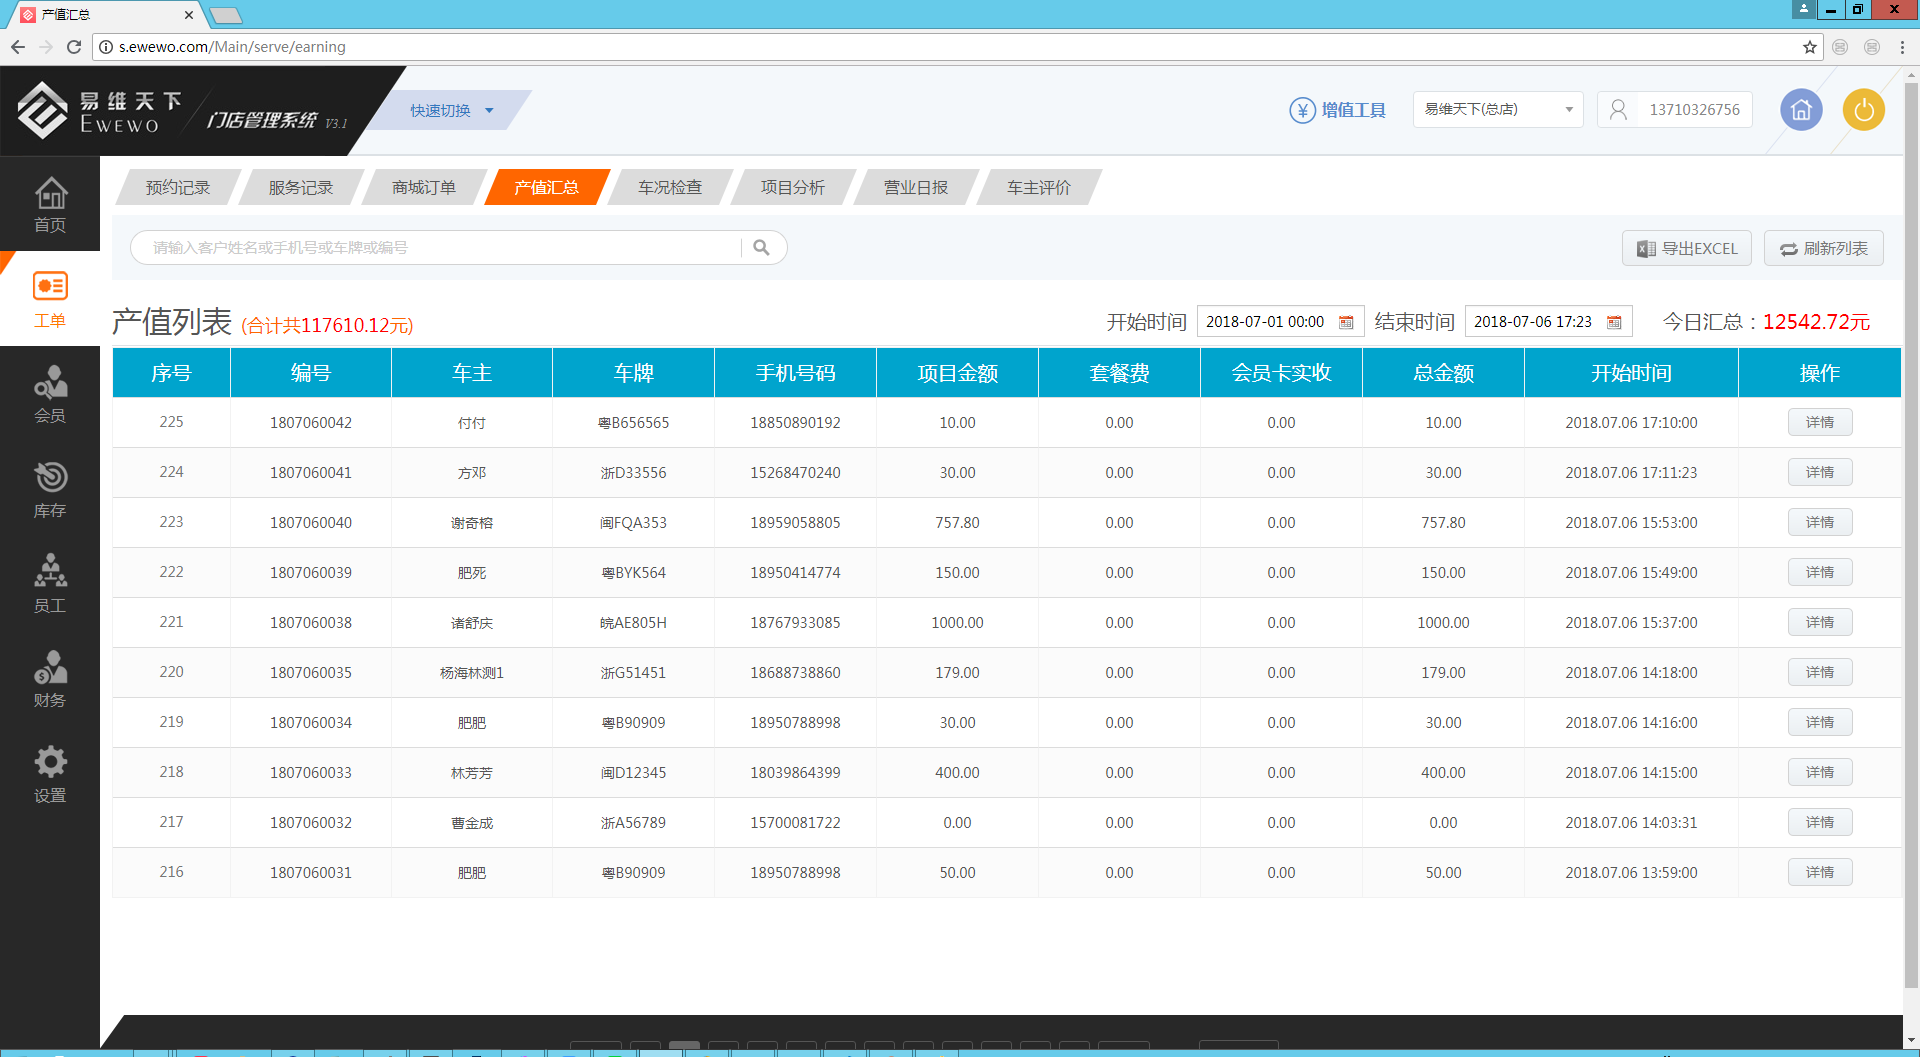 产值汇总
s.ewewo.com/Main/serve/earning
易维天下
EWEWO
门店管理系统 V3.1
快速切换
增值工具
易维天下(总店)
13710326756
首页
工单
会员
库存
员工
财务
设置
预约记录 服务记录 商城订单 产值汇总 车况检查 项目分析 营业日报 车主评价
请输入客户姓名或手机号或车牌或编号
导出EXCEL 刷新列表
产值列表 (合计共117610.12元)
开始时间 2018-07-01 00:00 结束时间 2018-07-06 17:23 今日汇总：12542.72元
序号 编号 车主 车牌 手机号码 项目金额 套餐费 会员卡实收 总金额 开始时间 操作
225 1807060042 付付 粤B656565 18850890192 10.00 0.00 0.00 10.00 2018.07.06 17:10:00 详情
224 1807060041 方邓 浙D33556 15268470240 30.00 0.00 0.00 30.00 2018.07.06 17:11:23 详情
223 1807060040 谢奇榕 闽FQA353 18959058805 757.80 0.00 0.00 757.80 2018.07.06 15:53:00 详情
222 1807060039 肥死 粤BYK564 18950414774 150.00 0.00 0.00 150.00 2018.07.06 15:49:00 详情
221 1807060038 诸舒庆 皖AE805H 18767933085 1000.00 0.00 0.00 1000.00 2018.07.06 15:37:00 详情
220 1807060035 杨海林测1 浙G51451 18688738860 179.00 0.00 0.00 179.00 2018.07.06 14:18:00 详情
219 1807060034 肥肥 粤B90909 18950788998 30.00 0.00 0.00 30.00 2018.07.06 14:16:00 详情
218 1807060033 林芳芳 闽D12345 18039864399 400.00 0.00 0.00 400.00 2018.07.06 14:15:00 详情
217 1807060032 曹金成 浙A56789 15700081722 0.00 0.00 0.00 0.00 2018.07.06 14:03:31 详情
216 1807060031 肥肥 粤B90909 18950788998 50.00 0.00 0.00 50.00 2018.07.06 13:59:00 详情